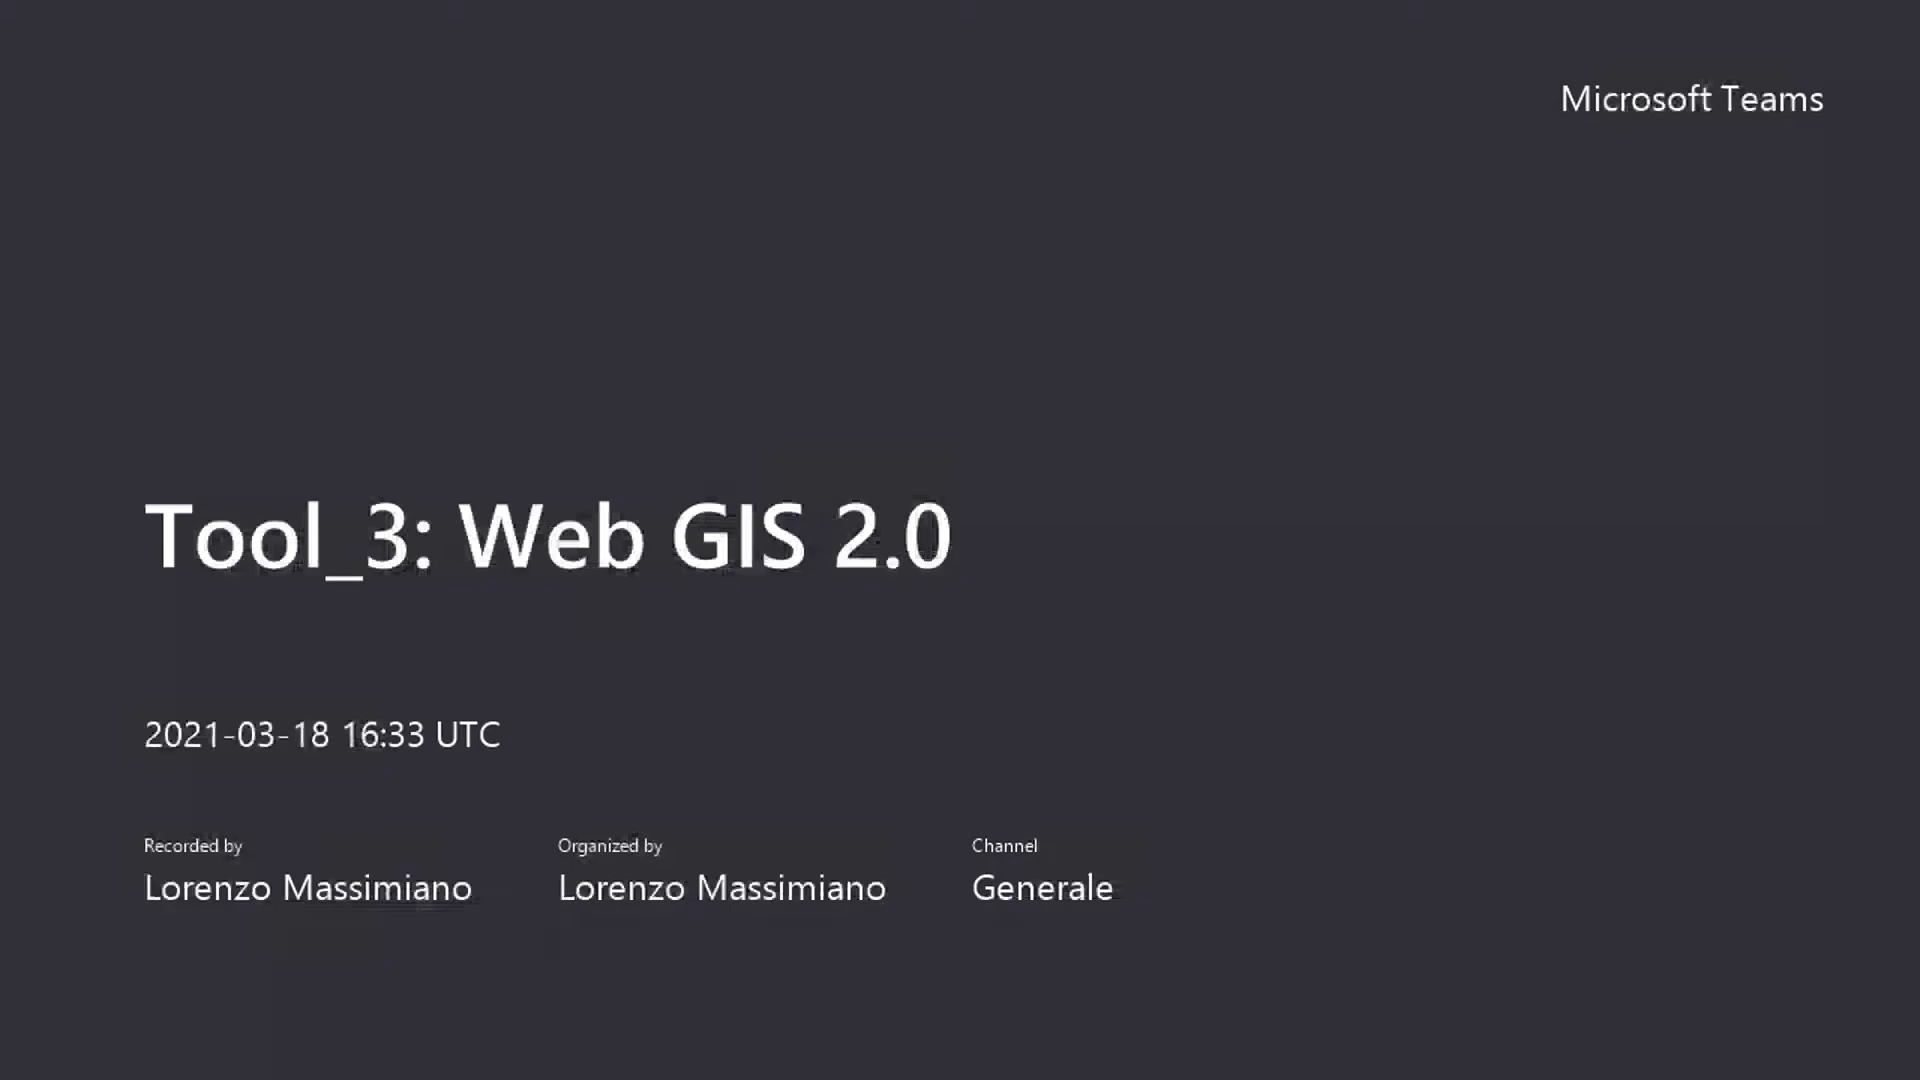 Microsoft Teams
Tool_3: Web GIS 2.0
2021-03-18 16:33 UTC
Recorded by
Lorenzo Massimiano
Organized by
Lorenzo Massimiano
Channel
Generale